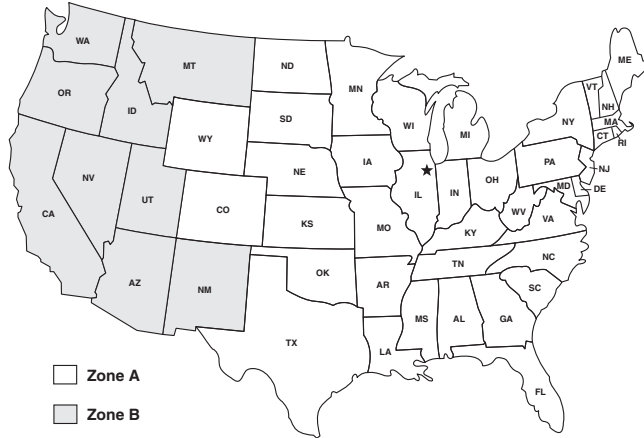 WA
MT
ND
MN
ME
VT
NH
OR
ID
SD
WI
MI
NY
MA
CT
RI
WY
IA
PA
NJ
NE
OH
MD
DE
NV
UT
CO
IL
IN
WV
VA
CA
KS
MO
KY
AZ
NM
OK
AR
TN
NC
SC
TX
MS
AL
GA
LA
FL
Zone A
Zone B